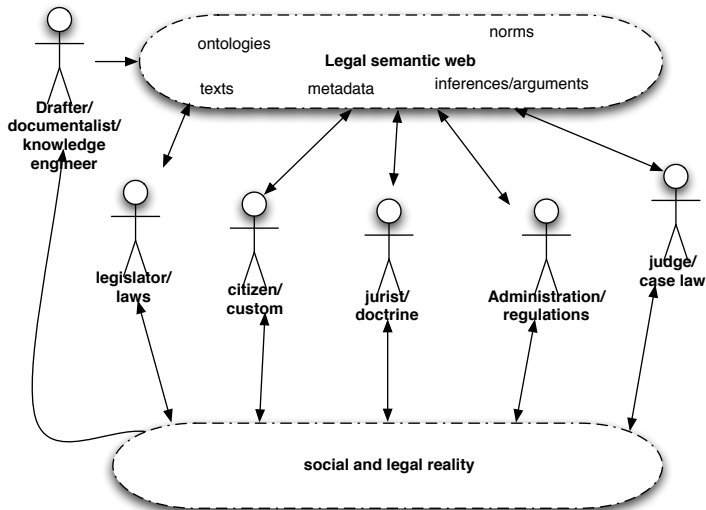 norms
ontologies
Legal semantic web
texts
metadata
inferences/arguments
Drafter/
documentalist/
knowledge
engineer
legislator/
laws
citizen/
custom
jurist/
doctrine
Administration/
regulations
judge/
case law
social and legal reality